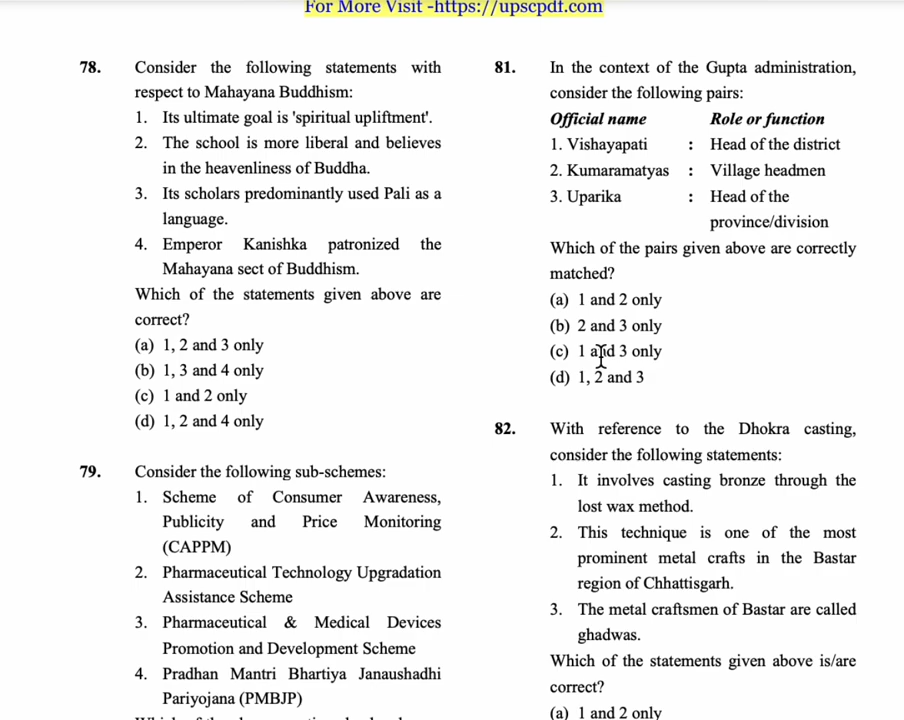 For More Visit -https://upscpdf.com
78. Consider the following statements with
respect to Mahayana Buddhism:
1. Its ultimate goal is 'spiritual upliftment'.
2. The school is more liberal and believes
in the heavenliness of Buddha.
3. Its scholars predominantly used Pali as a
language.
4. Emperor Kanishka patronized the
Mahayana sect of Buddhism.
Which of the statements given above are
correct?
(a) 1, 2 and 3 only
(b) 1, 3 and 4 only
(c) 1 and 2 only
(d) 1, 2 and 4 only
79. Consider the following sub-schemes:
1. Scheme of Consumer Awareness,
Publicity and Price Monitoring
(CAPPM)
2. Pharmaceutical Technology Upgradation
Assistance Scheme
3. Pharmaceutical & Medical Devices
Promotion and Development Scheme
4. Pradhan Mantri Bhartiya Janaushadhi
Pariyojana (PMBJP)
81. In the context of the Gupta administration,
consider the following pairs:
Official name Role or function
1. Vishayapati : Head of the district
2. Kumaramatyas : Village headmen
3. Uparika : Head of the
province/division
Which of the pairs given above are correctly
matched?
(a) 1 and 2 only
(b) 2 and 3 only
(c) 1 and 3 only
(d) 1, 2 and 3
82. With reference to the Dhokra casting,
consider the following statements:
1. It involves casting bronze through the
lost wax method.
2. This technique is one of the most
prominent metal crafts in the Bastar
region of Chhattisgarh.
3. The metal craftsmen of Bastar are called
ghadwas.
Which of the statements given above is/are
correct?
(a) 1 and 2 only